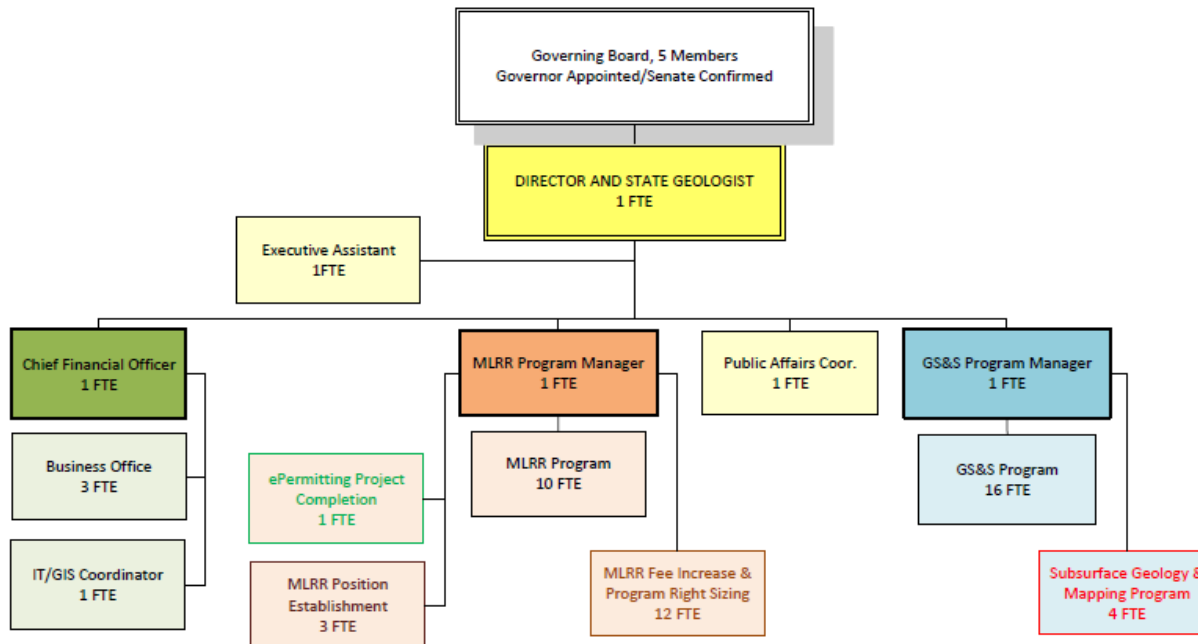 Governing Board, 5 Members
Governor Appointed/Senate Confirmed
DIRECTOR AND STATE GEOLOGIST
1 FTE
Executive Assistant
1FTE
Chief Financial Officer
1 FTE
MLRR Program Manager
1 FTE
Public Affairs Coor.
1 FTE
GS&S Program Manager
1 FTE
Business Office
3 FTE
ePermitting Project
Completion
1 FTE
MLRR Program
10 FTE
GS&S Program
16 FTE
IT/GIS Coordinator
1 FTE
MLRR Position
Establishment
3 FTE
MLRR Fee Increase &
Program Right Sizing
12 FTE
Subsurface Geology &
Mapping Program
4 FTE